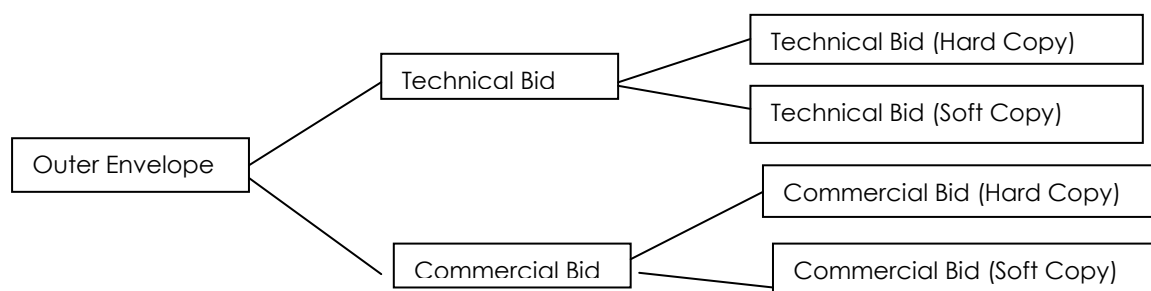 Technical Bid (Hard Copy)
Technical Bid
Technical Bid (Soft Copy)
Outer Envelope
Commercial Bid (Hard Copy)
Commercial Bid
Commercial Bid (Soft Copy)